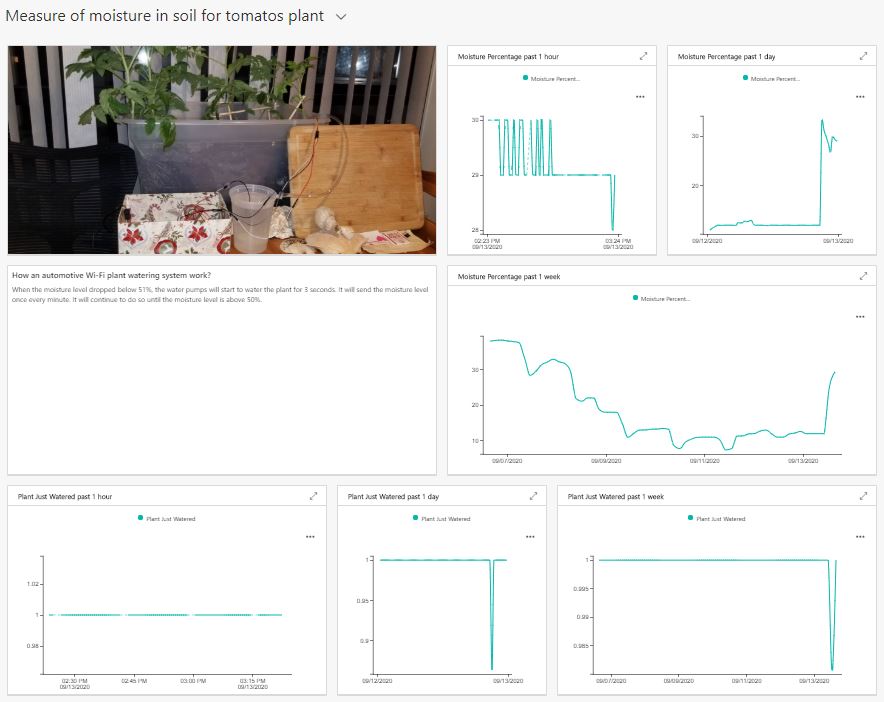 Measure of moisture in soil for tomatos plant
Moisture Percentage past 1 hour
Moisture Percent...
30
29
28
02:23 PM
09/13/2020
03:24 PM
09/13/2020
Moisture Percentage past 1 day
Moisture Percent...
30
20
09/12/2020
09/13/2020
How an automotive Wi-Fi plant watering system work?
When the moisture level dropped below 51%, the water pumps will start to water the plant for 3 seconds. It will send the moisture level
once every minute. It will continue to do so until the moisture level is above 50%.
Moisture Percentage past 1 week
Moisture Percent...
30
20
10
09/07/2020
09/09/2020
09/11/2020
09/13/2020
Plant Just Watered past 1 hour
Plant Just Watered
1.02
1
0.98
02:30 PM
09/13/2020
02:45 PM
03:00 PM
03:15 PM
09/13/2020
Plant Just Watered past 1 day
Plant Just Watered
1
0.95
0.9
09/12/2020
09/13/2020
Plant Just Watered past 1 week
Plant Just Watered
1
0.995
0.99
0.985
09/07/2020
09/09/2020
09/11/2020
09/13/2020